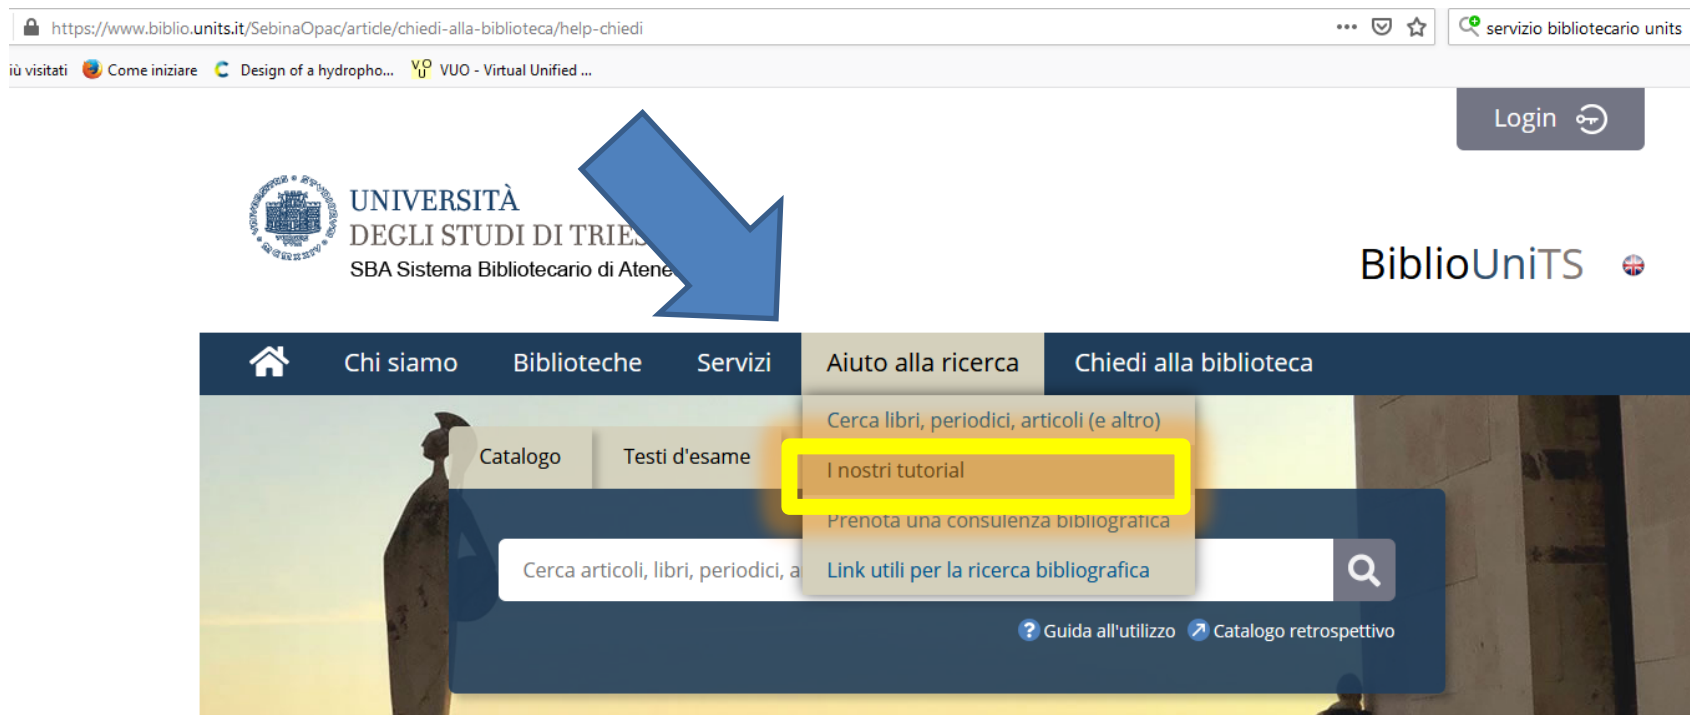 https://www.biblio.units.it/SebinaOpac/article/chiedi-alla-biblioteca/help-chiedi
servizio bibliotecario units
iù visitati Come iniziare Design of a hydropho... VUO - Virtual Unified ...
Login
UNIVERSITÀ
DEGLI STUDI DI TRIES
SBA Sistema Bibliotecario di Atene
BiblioUniTS
Chi siamo Biblioteche Servizi Aiuto alla ricerca Chiedi alla biblioteca
Cerca libri, periodici, articoli (e altro)
Catalogo Testi d'esame
I nostri tutorial
Prenota una consulenza bibliografica
Cerca articoli, libri, periodici, a
Link utili per la ricerca bibliografica
Guida all'utilizzo Catalogo retrospettivo